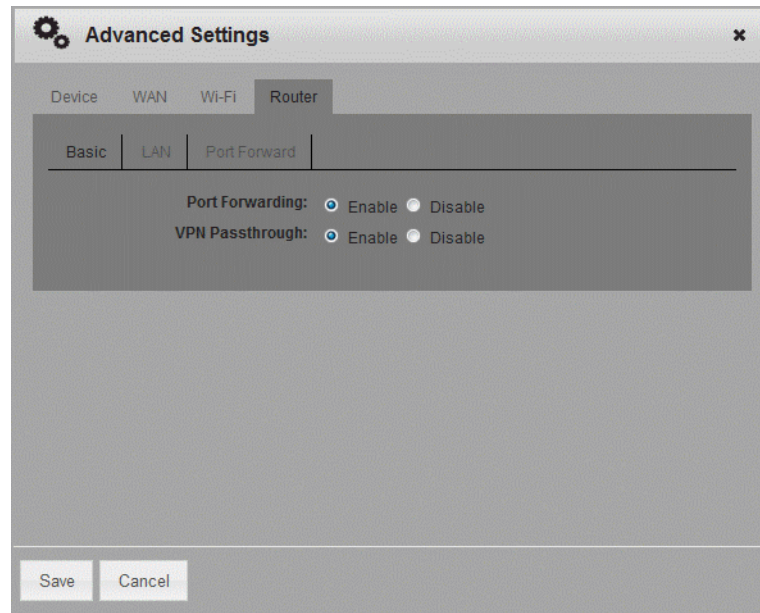 Advanced Settings
Device WAN Wi-Fi Router
Basic LAN Port Forward
Port Forwarding: Enable Disable
VPN Passthrough: Enable Disable
Save Cancel